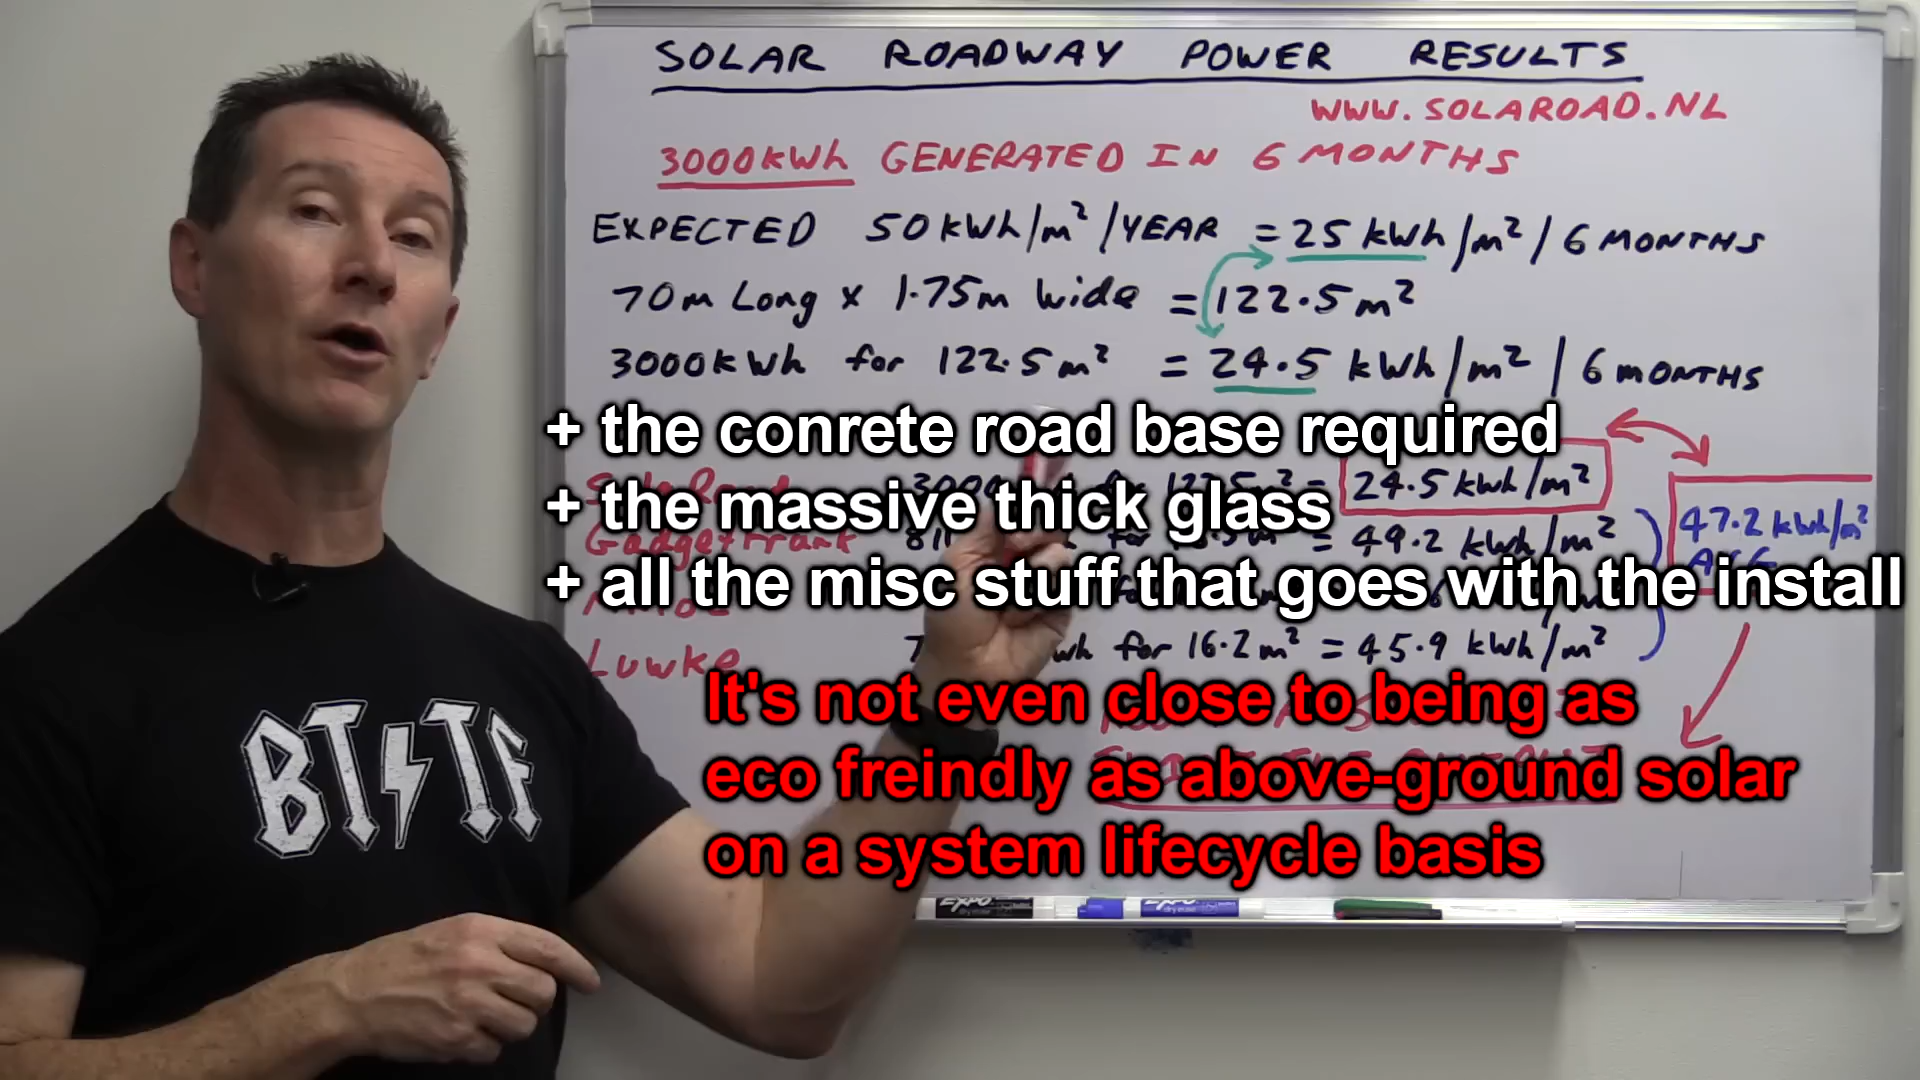 SOLAR ROADWAY POWER RESULTS
WWW.SOLAROAD.NL
3000kWh GENERATED IN 6 MONTHS
EXPECTED 50kWh/m²/YEAR = 25 kWh/m²/6 MONTHS
70m Long x 1.75m Wide = 122.5m²
3000kWh for 122.5m² = 24.5 kWh/m²/6 MONTHS
+ the conrete road base required
24.5 kWh/m²
+ the massive thick glass
47.2 kWh/m²
= 49.2 kWh/m²
+ all the misc stuff that goes with the install
Luwke for 16.2m² = 45.9 kWh/m²
It's not even close to being as
eco freindly as above-ground solar
on a system lifecycle basis
BTTF
EXPO
EXPO